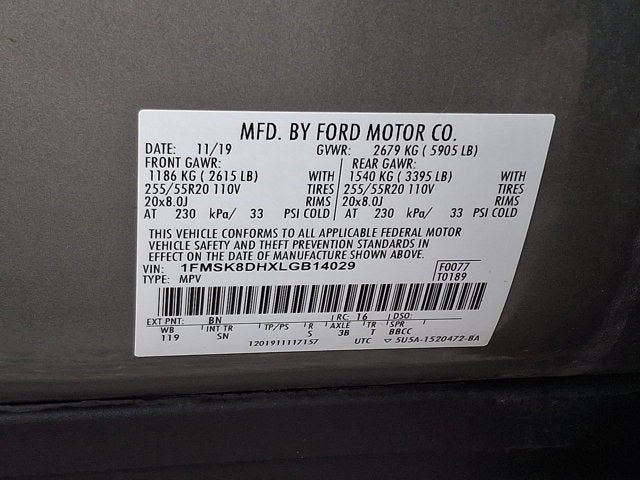 MFD. BY FORD MOTOR CO.
DATE: 11/19 GVWR: 2679 KG ( 5905 LB)
FRONT GAWR: REAR GAWR:
1186 KG ( 2615 LB) WITH 1540 KG ( 3395 LB) WITH
255/55R20 110V TIRES 255/55R20 110V TIRES
20x8.0J RIMS 20x8.0J RIMS
AT 230 kPa/ 33 PSI COLD AT 230 kPa/ 33 PSI COLD
THIS VEHICLE CONFORMS TO ALL APPLICABLE FEDERAL MOTOR
VEHICLE SAFETY AND THEFT PREVENTION STANDARDS IN
EFFECT ON THE DATE OF MANUFACTURE SHOWN ABOVE.
VIN: 1FMSK8DHXLGB14029 F0077
TYPE: MPV T0189
EXT PNT: BN RC: 16 DSO:
WB INT TR TP/PS R AXLE TR SPR
119 SN S 3B T BBCC
1201911117157 UTC ▽ 5U5A-1520472-BA